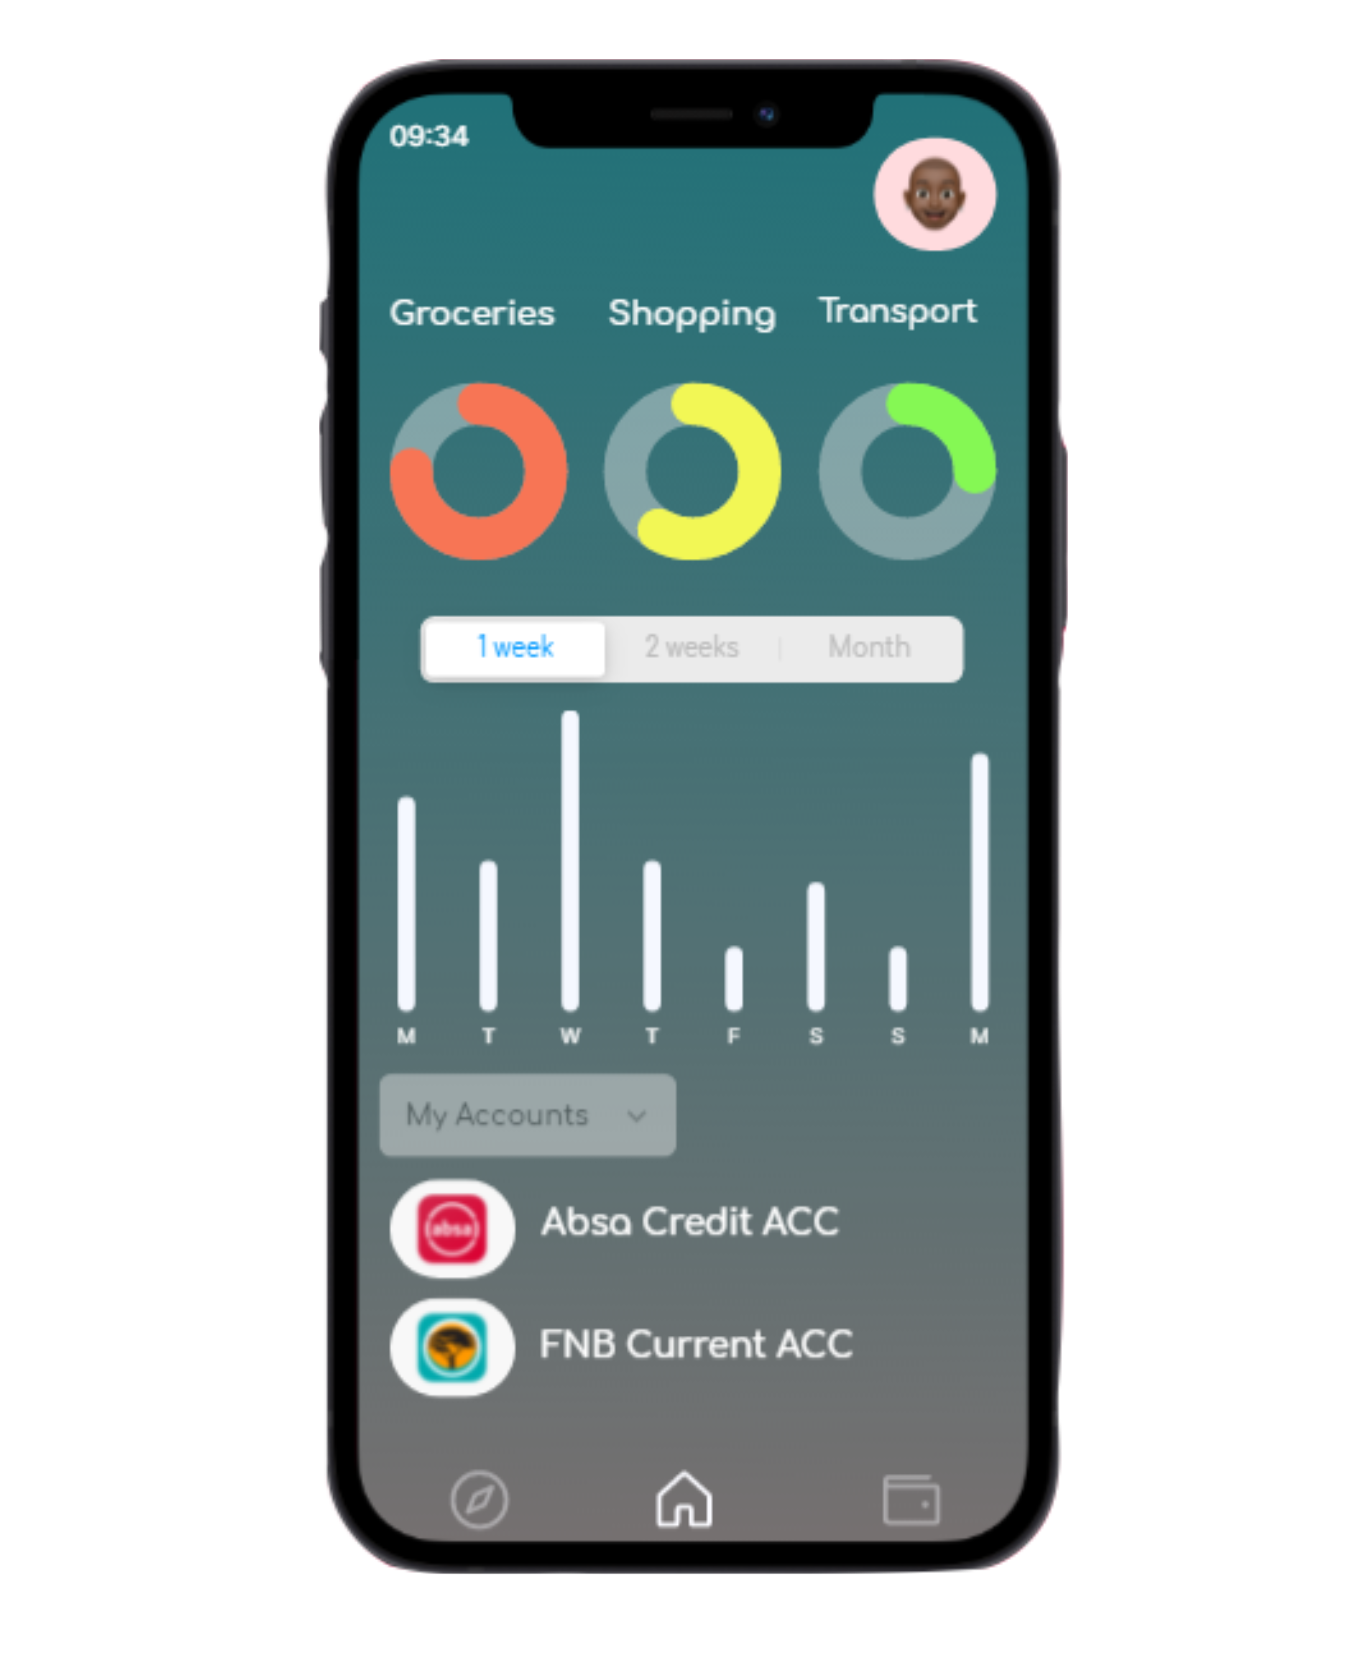 09:34
Groceries Shopping Transport
1 week 2 weeks Month
M T W T F S S M
My Accounts
absa Absa Credit ACC
FNB Current ACC